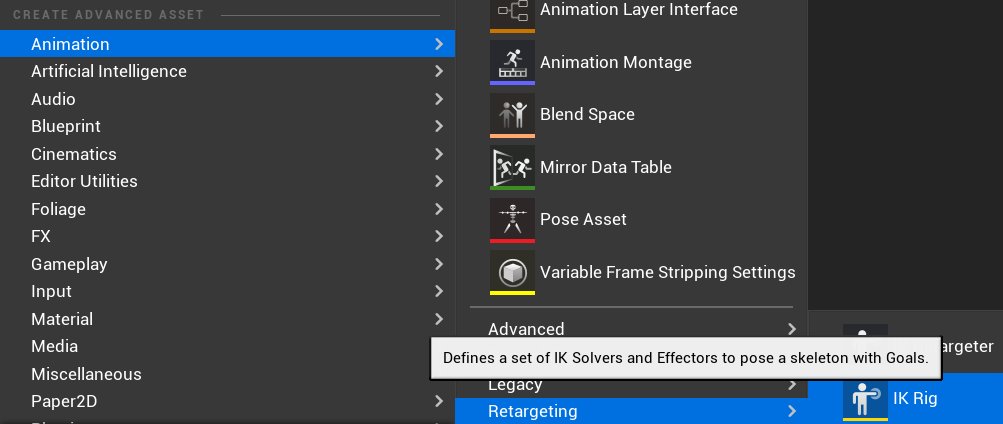 CREATE ADVANCED ASSET
Animation
Artificial Intelligence
Audio
Blueprint
Cinematics
Editor Utilities
Foliage
FX
Gameplay
Input
Material
Media
Miscellaneous
Paper2D
Animation Layer Interface
Animation Montage
Blend Space
Mirror Data Table
Pose Asset
Variable Frame Stripping Settings
Advanced
Defines a set of IK Solvers and Effectors to pose a skeleton with Goals.
Legacy
Retargeting
argeter
IK Rig